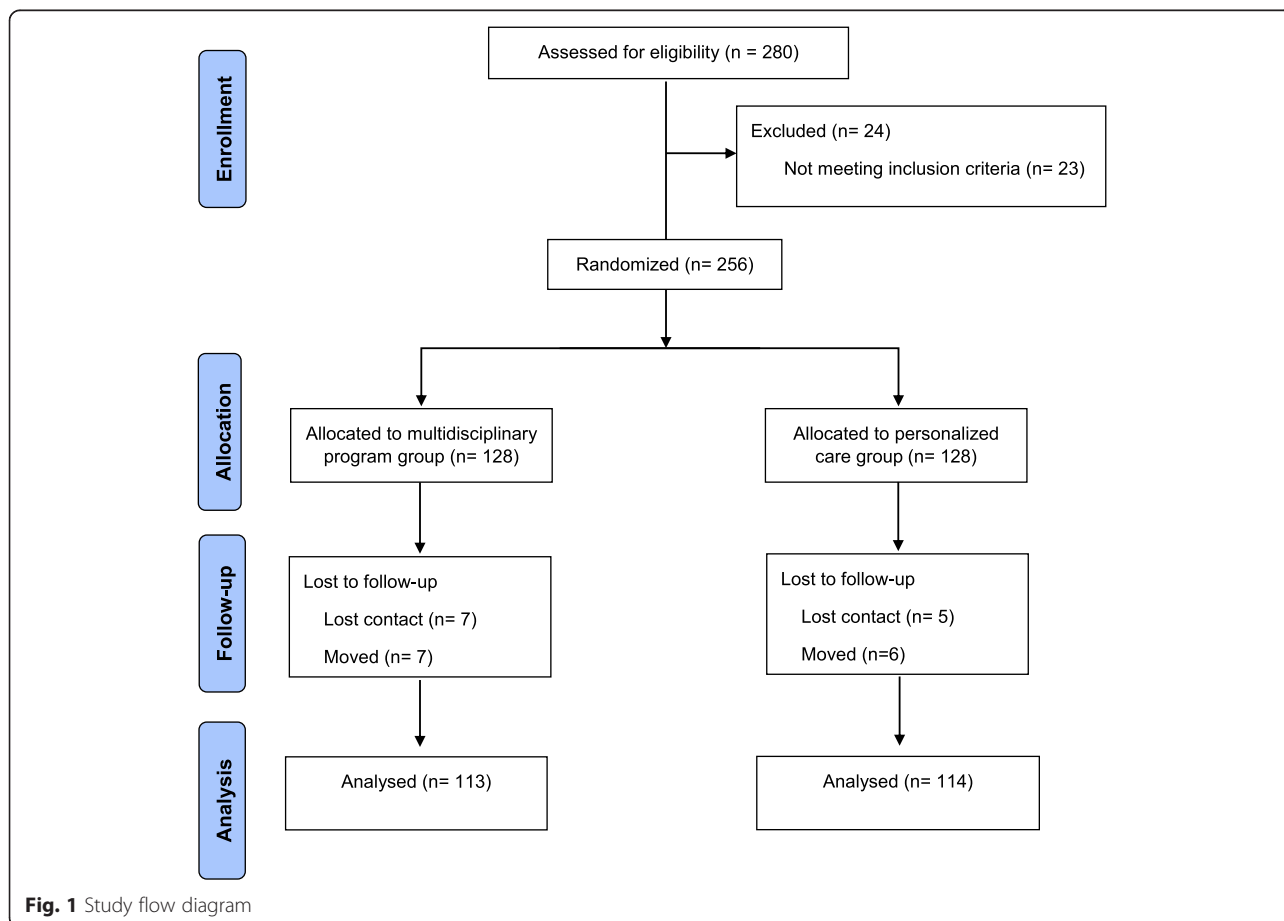 Enrollment
Assessed for eligibility (n = 280)
Excluded (n= 24)
Not meeting inclusion criteria (n= 23)
Randomized (n= 256)
Allocation
Allocated to multidisciplinary
program group (n= 128)
Allocated to personalized
care group (n= 128)
Follow-up
Lost to follow-up
Lost contact (n= 7)
Moved (n= 7)
Lost to follow-up
Lost contact (n= 5)
Moved (n=6)
Analysis
Analysed (n= 113)
Analysed (n= 114)
Fig. 1 Study flow diagram